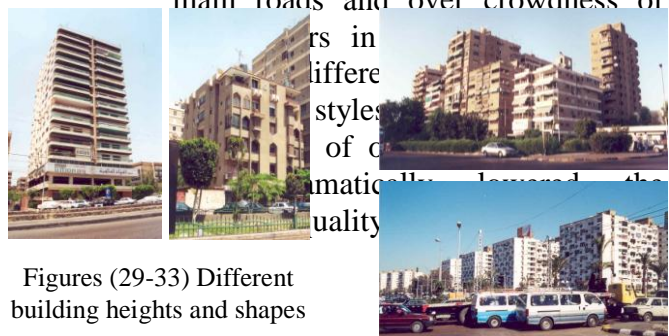 main roads and over crowdness of
rs in
differe
styles
of o
amatically lowered the
uality
Figures (29-33) Different
building heights and shapes